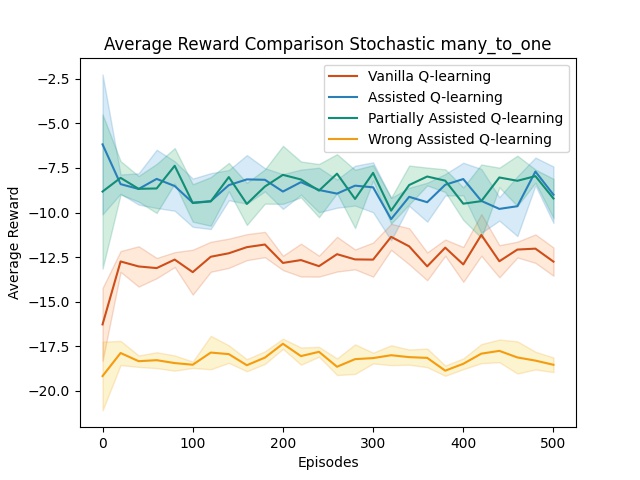 Average Reward Comparison Stochastic many_to_one
Average Reward
−2.5
−5.0
−7.5
−10.0
−12.5
−15.0
−17.5
−20.0
Vanilla Q-learning
Assisted Q-learning
Partially Assisted Q-learning
Wrong Assisted Q-learning
0 100 200 300 400 500
Episodes